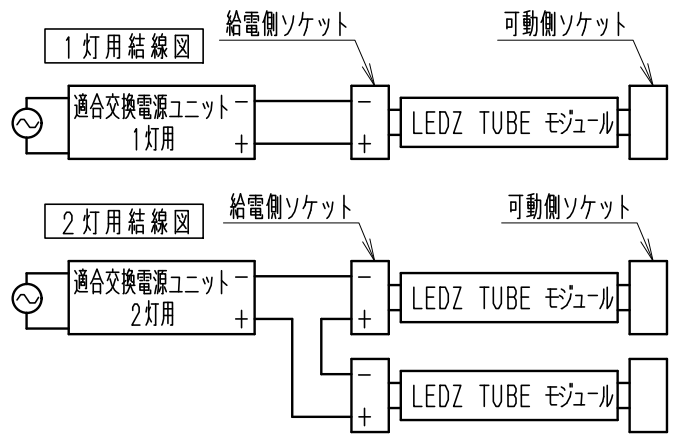 1灯用結線図
給電側ソケット
可動側ソケット
適合交換電源ユニット
1灯用
−
+
−
+
LEDZ TUBE モジュール
2灯用結線図
給電側ソケット
可動側ソケット
適合交換電源ユニット
2灯用
−
+
−
+
LEDZ TUBE モジュール
−
+
LEDZ TUBE モジュール